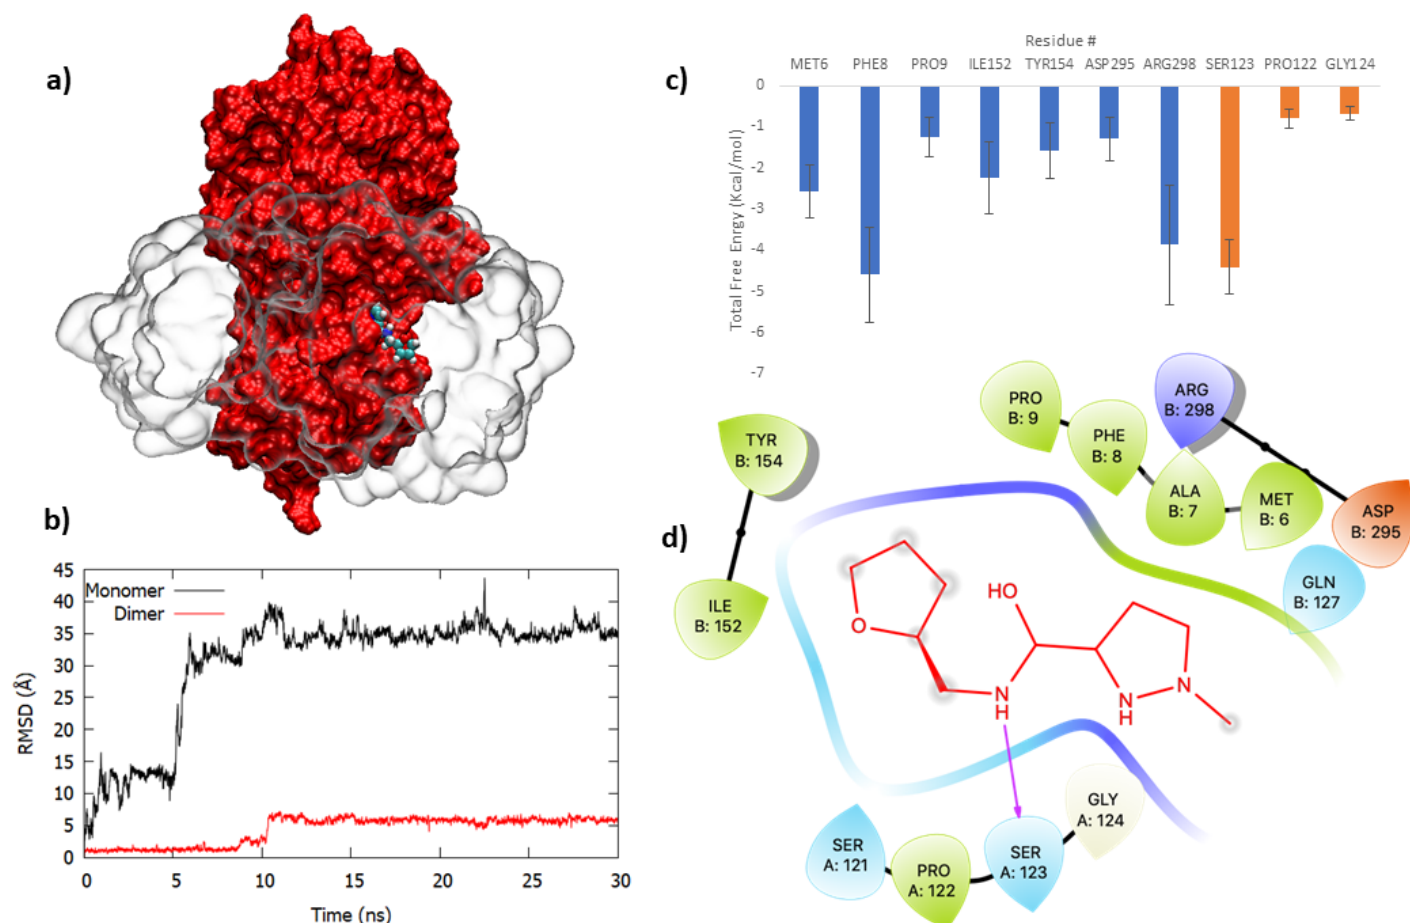 a)
c)
Residue #
MET6 PHE8 PRO9 ILE152 TYR154 ASP295 ARG298 SER123 PRO122 GLY124
0
-1
-2
-3
-4
-5
-6
-7
Total Free Enrgy (Kcal/mol)
b)
45
40
35
30
25
20
15
10
5
0
RMSD (Å)
Monomer
Dimer
0 5 10 15 20 25 30
Time (ns)
d)
TYR
B: 154
ILE
B: 152
PRO
B: 9
PHE
B: 8
ALA
B: 7
MET
B: 6
ARG
B: 298
ASP
B: 295
GLN
B: 127
O
HO
N
H
N
H
N
SER
A: 121
PRO
A: 122
SER
A: 123
GLY
A: 124